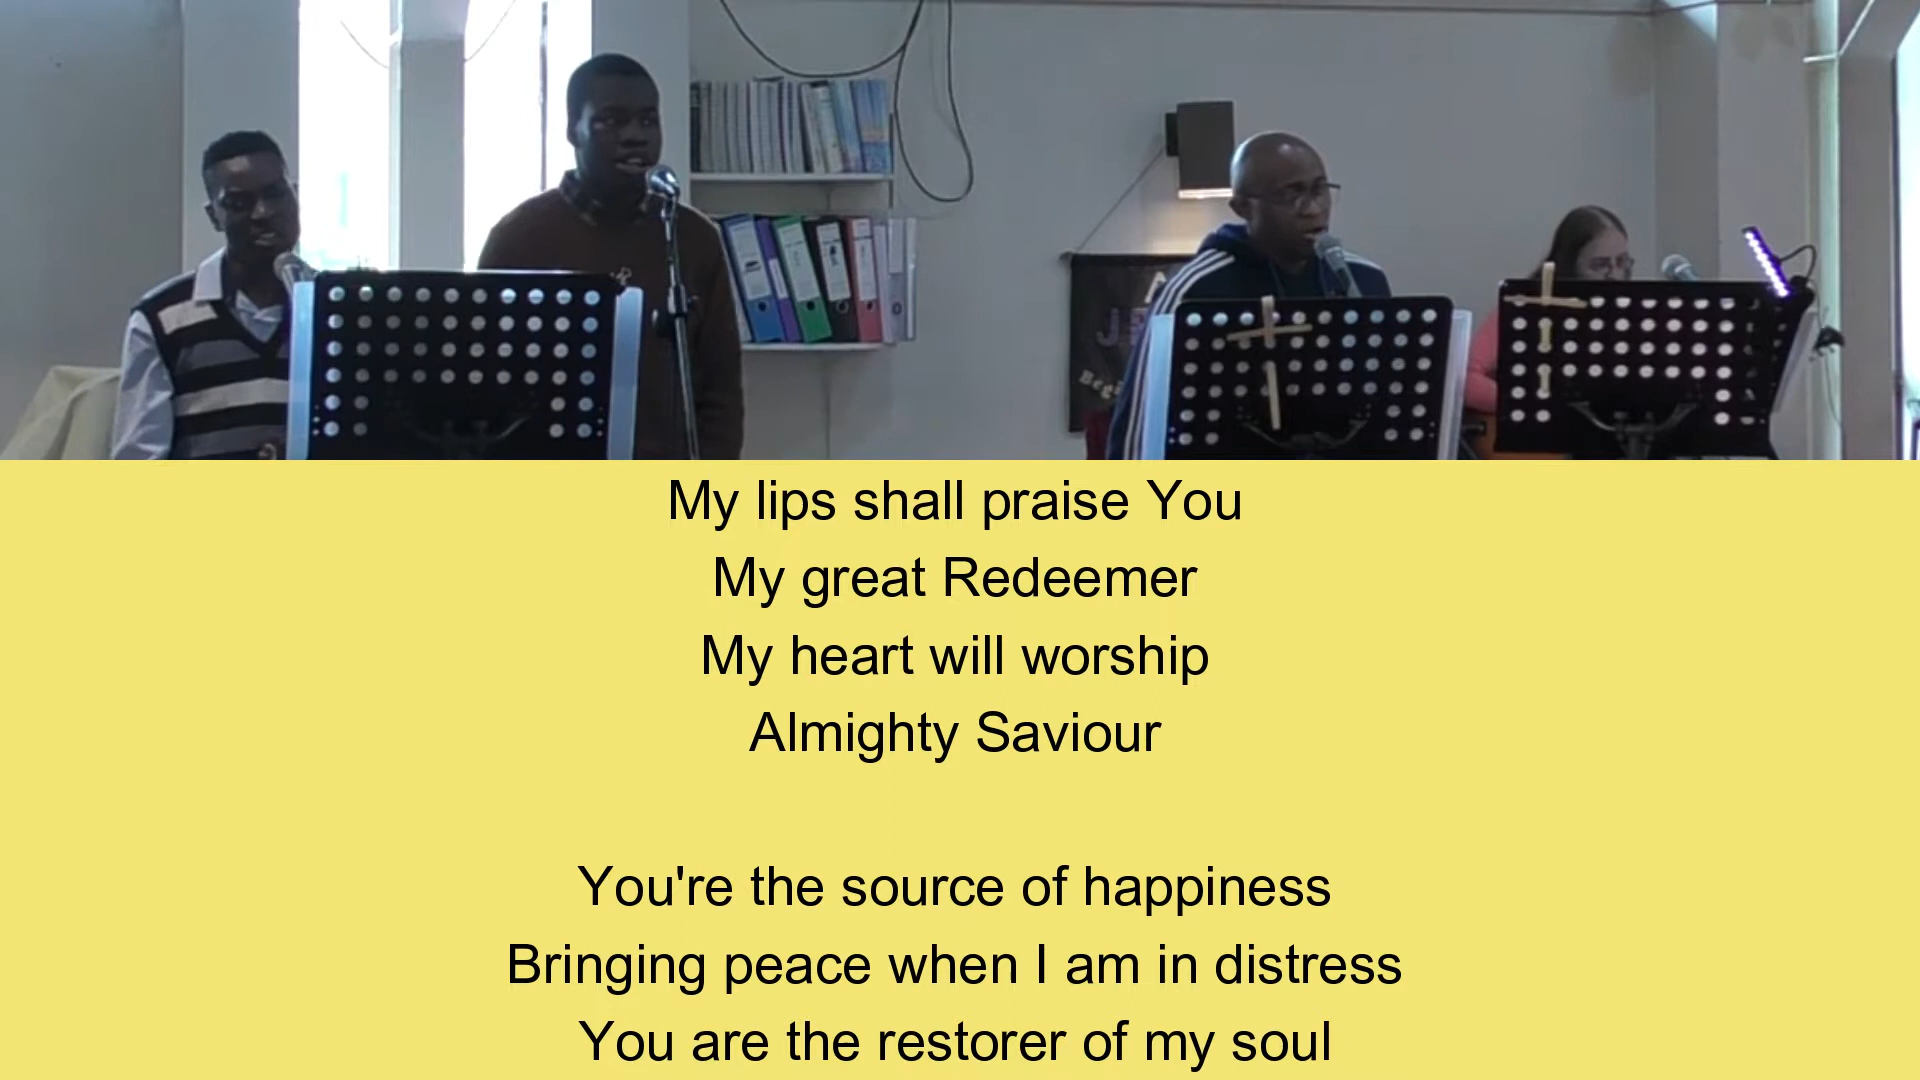 My lips shall praise You
My great Redeemer
My heart will worship
Almighty Saviour
You're the source of happiness
Bringing peace when I am in distress
You are the restorer of my soul